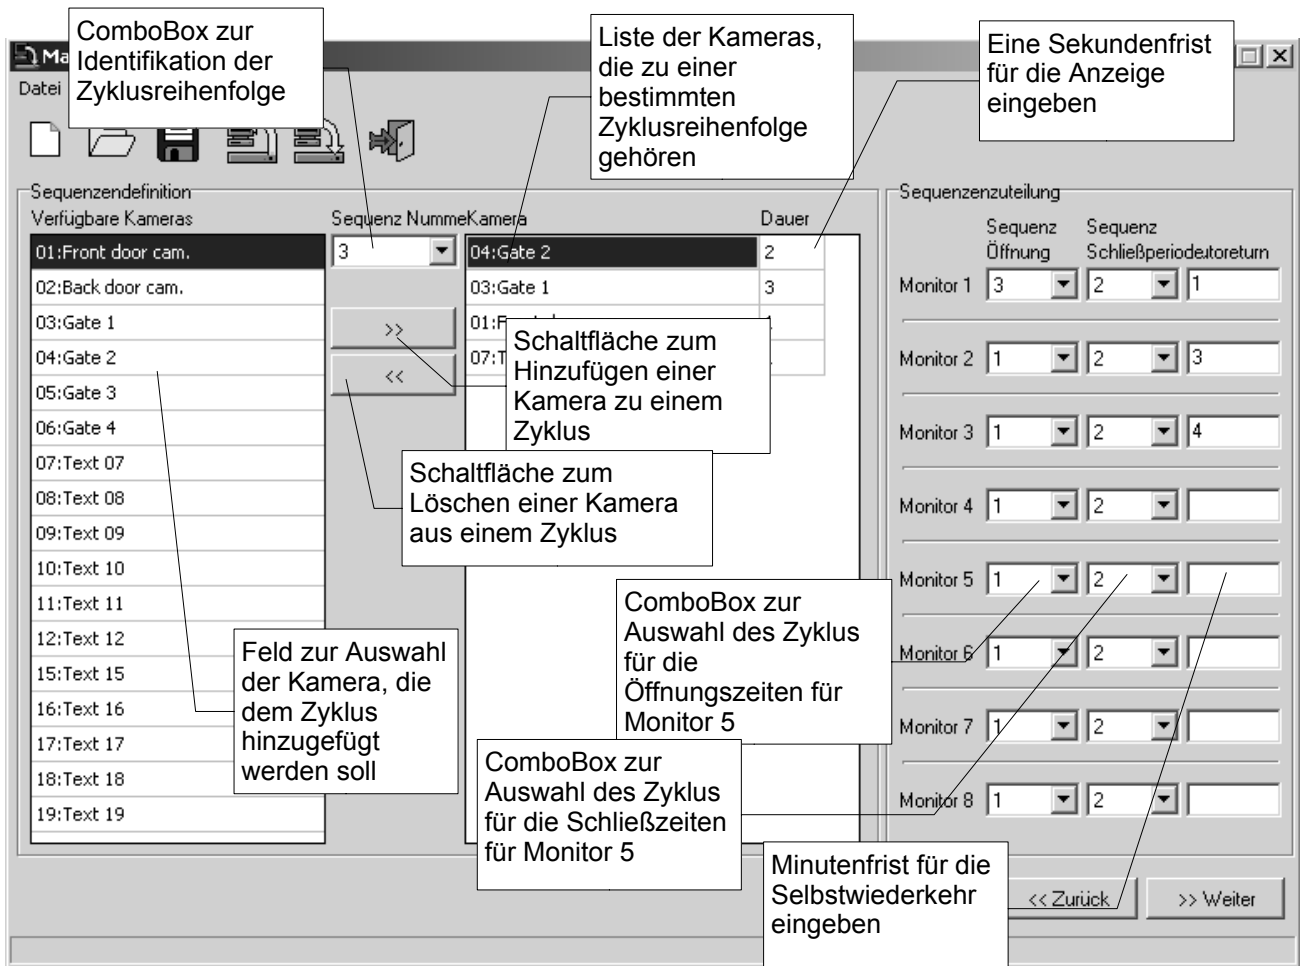 ComboBox zur
Identifikation der
Zyklusreihenfolge
Liste der Kameras,
die zu einer
bestimmten
Zyklusreihenfolge
gehören
Eine Sekundenfrist
für die Anzeige
eingeben
Ma
Datei
Sequenzendefinition
Verfügbare Kameras
Sequenz Numme
Kamera
Dauer
01:Front door cam.
02:Back door cam.
03:Gate 1
04:Gate 2
05:Gate 3
06:Gate 4
07:Text 07
08:Text 08
09:Text 09
10:Text 10
11:Text 11
12:Text 12
15:Text 15
16:Text 16
17:Text 17
18:Text 18
19:Text 19
3
>>
<<
04:Gate 2 2
03:Gate 1 3
01:F
07:T
Schaltfläche zum
Hinzufügen einer
Kamera zu einem
Zyklus
Schaltfläche zum
Löschen einer Kamera
aus einem Zyklus
Feld zur Auswahl
der Kamera, die
dem Zyklus
hinzugefügt
werden soll
ComboBox zur
Auswahl des Zyklus
für die
Öffnungszeiten für
Monitor 5
ComboBox zur
Auswahl des Zyklus
für die Schließzeiten
für Monitor 5
Minutenfrist für die
Selbstwiederkehr
eingeben
Sequenzenzuteilung
Sequenz
Öffnung
Sequenz
Schließperiode
utoreturn
Monitor 1 3 2 1
Monitor 2 1 2 3
Monitor 3 1 2 4
Monitor 4 1 2
Monitor 5 1 2
Monitor 6 1 2
Monitor 7 1 2
Monitor 8 1 2
<< Zurück
>> Weiter